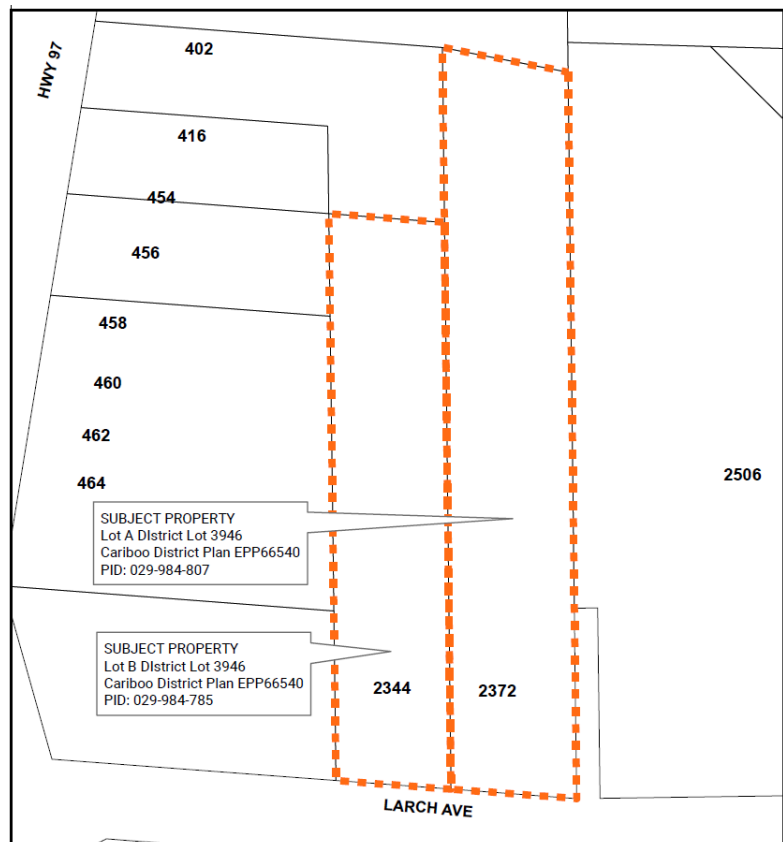 402
HWY 97
416
454
456
458
460
462
464
2506
SUBJECT PROPERTY
Lot A DIstrict Lot 3946
Cariboo District Plan EPP66540
PID: 029-984-807
SUBJECT PROPERTY
Lot B DIstrict Lot 3946
Cariboo District Plan EPP66540
PID: 029-984-785
2344
2372
LARCH AVE